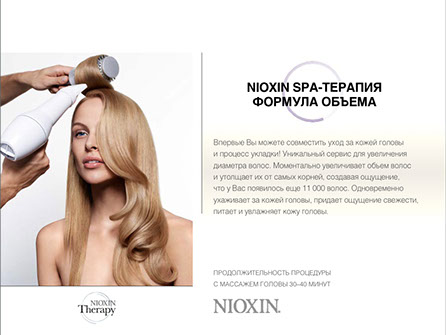 NIOXIN SPA-ТЕРАПИЯ
ФОРМУЛА ОБЪЕМА
Впервые Вы можете совместить уход за кожей головы
и процесс укладки! Уникальный сервис для увеличения
диаметра волос. Моментально увеличивает объем волос
и утолщает их от самых корней, создавая ощущение,
что у Вас появилось еще 11 000 волос. Одновременно
ухаживает за кожей головы, придает ощущение свежести,
питает и увлажняет кожу головы.
ПРОДОЛЖИТЕЛЬНОСТЬ ПРОЦЕДУРЫ
С МАССАЖЕМ ГОЛОВЫ 30–40 МИНУТ
NIOXIN
Therapy
NIOXIN.